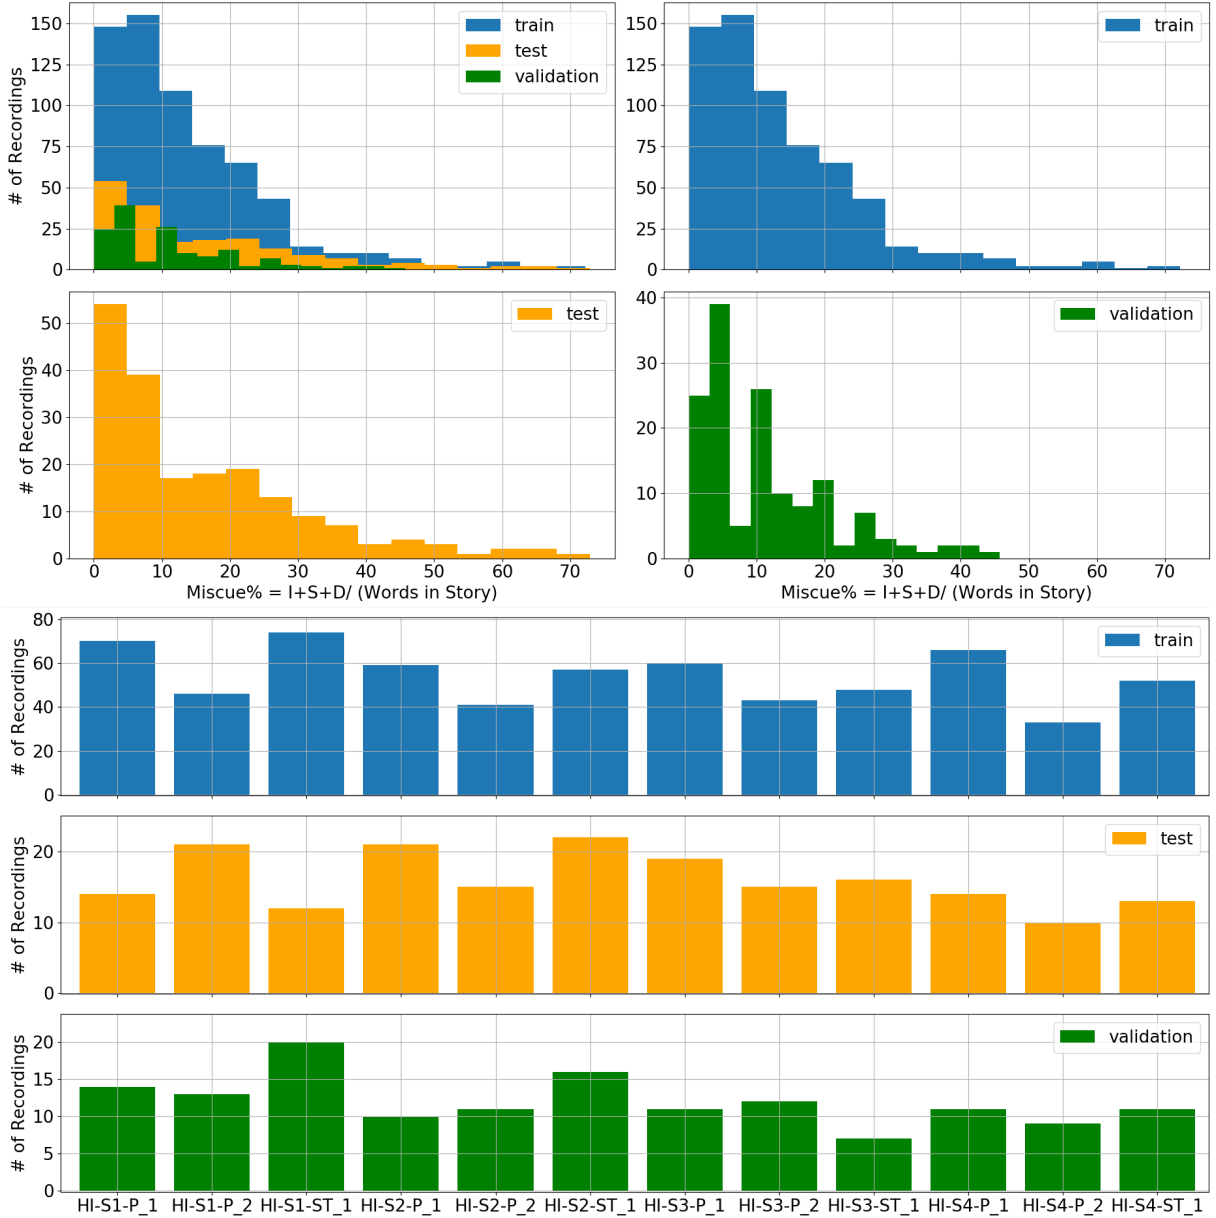 150
125
100
75
50
25
0
# of Recordings
train
test
validation
150
125
100
75
50
25
0
train
50
40
30
20
10
0
# of Recordings
test
0 10 20 30 40 50 60 70
Miscue% = I+S+D/ (Words in Story)
40
30
20
10
0
validation
0 10 20 30 40 50 60 70
Miscue% = I+S+D/ (Words in Story)
80
60
40
20
0
# of Recordings
train
20
10
0
# of Recordings
test
20
15
10
5
0
# of Recordings
validation
HI-S1-P_1 HI-S1-P_2 HI-S1-ST_1 HI-S2-P_1 HI-S2-P_2 HI-S2-ST_1 HI-S3-P_1 HI-S3-P_2 HI-S3-ST_1 HI-S4-P_1 HI-S4-P_2 HI-S4-ST_1